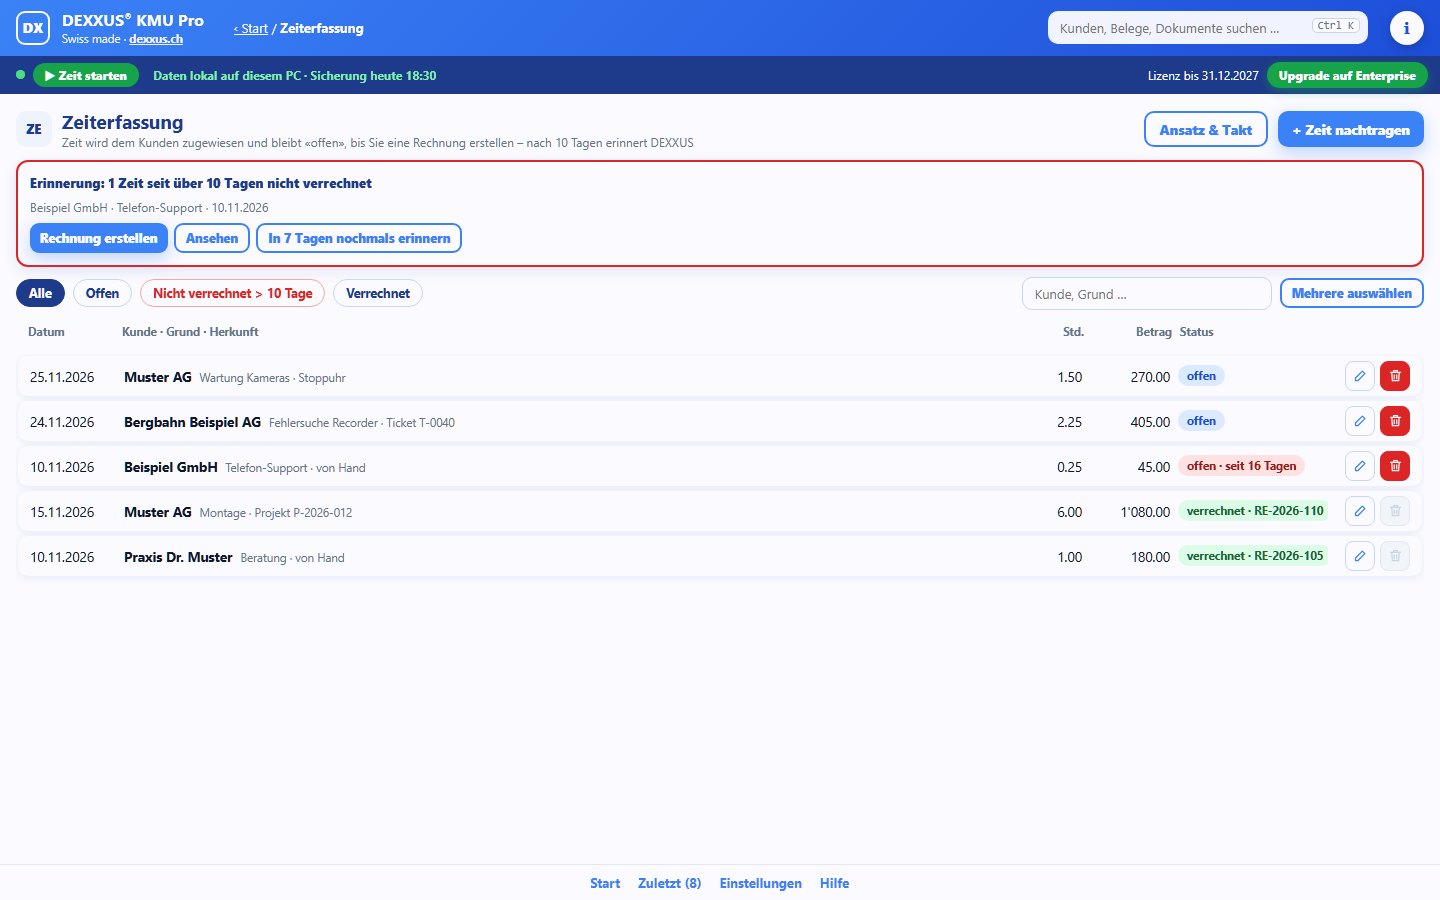 DX
DEXXUS® KMU Pro
Swiss made · dexxus.ch
‹ Start / Zeiterfassung
Kunden, Belege, Dokumente suchen ...
Ctrl K
i
▶ Zeit starten
Daten lokal auf diesem PC · Sicherung heute 18:30
Lizenz bis 31.12.2027
Upgrade auf Enterprise
ZE
Zeiterfassung
Zeit wird dem Kunden zugewiesen und bleibt «offen», bis Sie eine Rechnung erstellen – nach 10 Tagen erinnert DEXXUS
Ansatz & Takt
+ Zeit nachtragen
Erinnerung: 1 Zeit seit über 10 Tagen nicht verrechnet
Beispiel GmbH · Telefon-Support · 10.11.2026
Rechnung erstellen
Ansehen
In 7 Tagen nochmals erinnern
Alle
Offen
Nicht verrechnet > 10 Tage
Verrechnet
Kunde, Grund ...
Mehrere auswählen
Datum Kunde · Grund · Herkunft Std. Betrag Status
25.11.2026 Muster AG Wartung Kameras · Stoppuhr 1.50 270.00 offen
24.11.2026 Bergbahn Beispiel AG Fehlersuche Recorder · Ticket T-0040 2.25 405.00 offen
10.11.2026 Beispiel GmbH Telefon-Support · von Hand 0.25 45.00 offen · seit 16 Tagen
15.11.2026 Muster AG Montage · Projekt P-2026-012 6.00 1'080.00 verrechnet · RE-2026-110
10.11.2026 Praxis Dr. Muster Beratung · von Hand 1.00 180.00 verrechnet · RE-2026-105
Start
Zuletzt (8)
Einstellungen
Hilfe